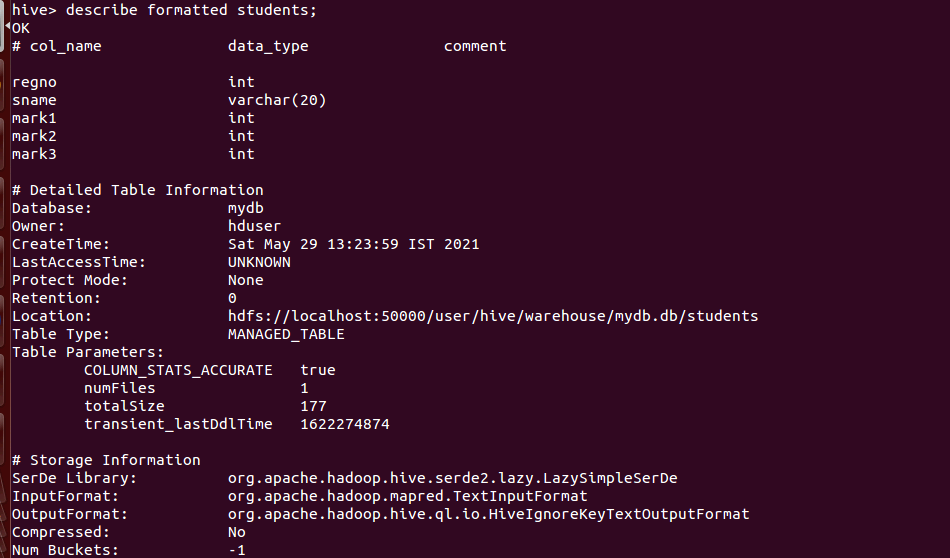 hive> describe formatted students;
OK
# col_name data_type comment
regno int
sname varchar(20)
mark1 int
mark2 int
mark3 int
# Detailed Table Information
Database: mydb
Owner: hduser
CreateTime: Sat May 29 13:23:59 IST 2021
LastAccessTime: UNKNOWN
Protect Mode: None
Retention: 0
Location: hdfs://localhost:50000/user/hive/warehouse/mydb.db/students
Table Type: MANAGED_TABLE
Table Parameters:
COLUMN_STATS_ACCURATE true
numFiles 1
totalSize 177
transient_lastDdlTime 1622274874
# Storage Information
SerDe Library: org.apache.hadoop.hive.serde2.lazy.LazySimpleSerDe
InputFormat: org.apache.hadoop.mapred.TextInputFormat
OutputFormat: org.apache.hadoop.hive.ql.io.HiveIgnoreKeyTextOutputFormat
Compressed: No
Num Buckets: -1